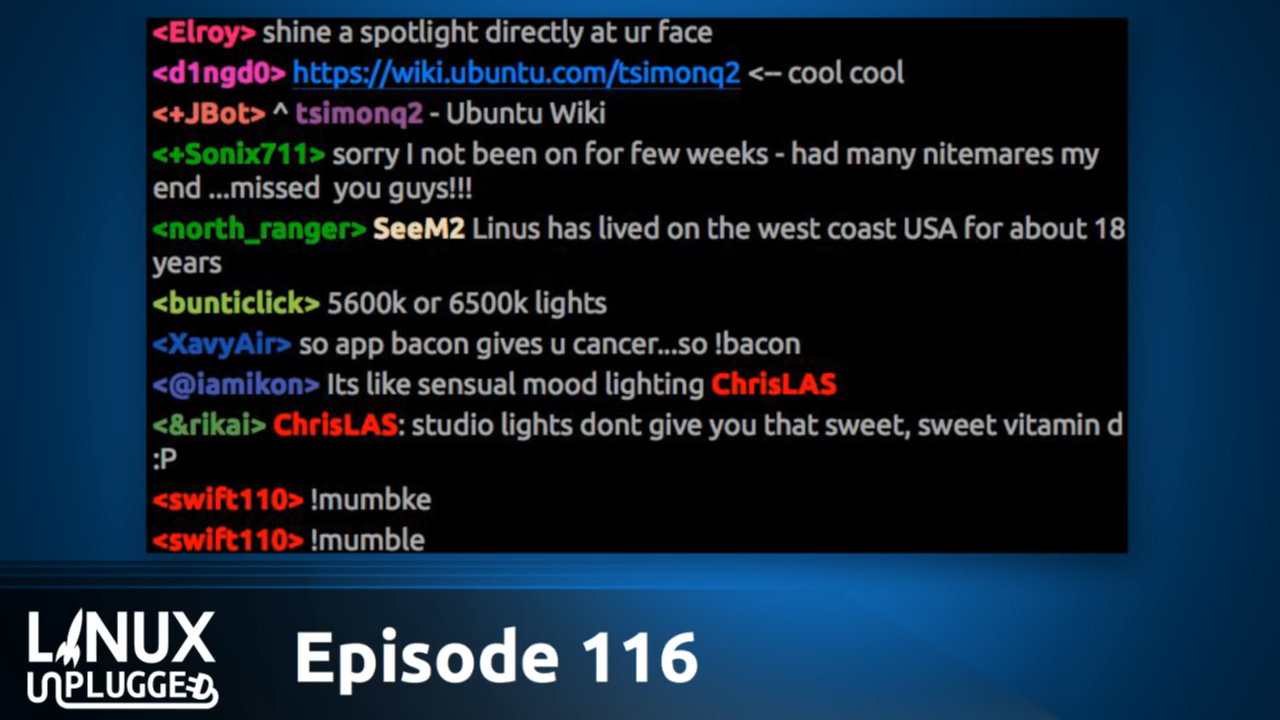 <Elroy> shine a spotlight directly at ur face
<d1ngd0> https://wiki.ubuntu.com/tsimonq2 <-- cool cool
<+JBot> ^ tsimonq2 - Ubuntu Wiki
<+Sonix711> sorry I not been on for few weeks - had many nitemares my
end ...missed  you guys!!!
<north_ranger> SeeM2 Linus has lived on the west coast USA for about 18
years
<bunticlick> 5600k or 6500k lights
<XavyAir> so app bacon gives u cancer...so !bacon
<@iamikon> Its like sensual mood lighting ChrisLAS
<&rikai> ChrisLAS: studio lights dont give you that sweet, sweet vitamin d
:P
<swift110> !mumbke
<swift110> !mumble
LINUX
UNPLUGGED
Episode 116